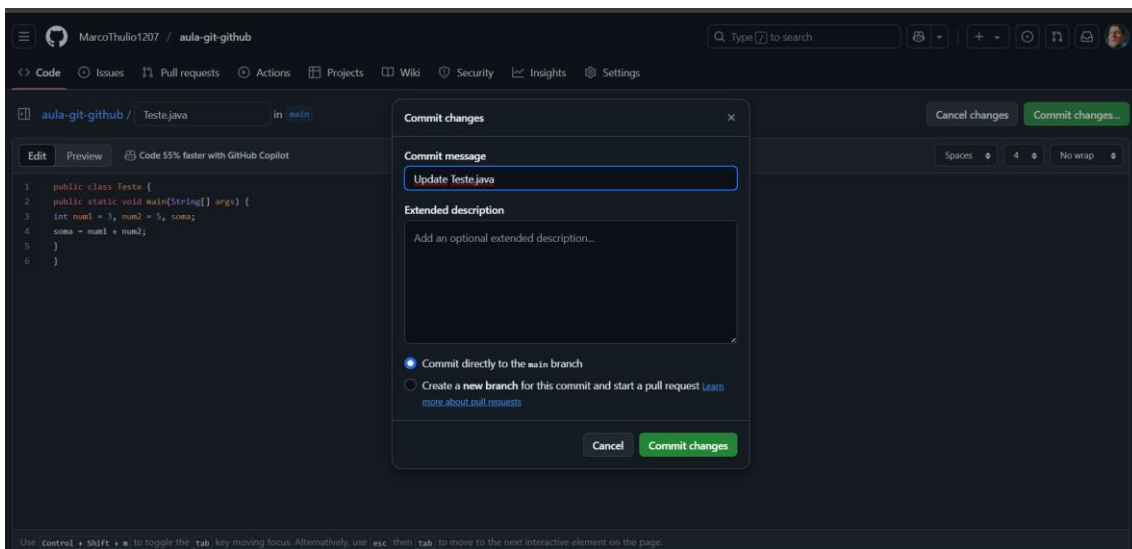 MarcoThulio1207 / aula-git-github
Type / to search
Code Issues Pull requests Actions Projects Wiki Security Insights Settings
aula-git-github / Teste.java in main
Cancel changes Commit changes...
Edit Preview Code 55% faster with GitHub Copilot
Spaces 4 No wrap
1 public class Teste {
2 public static void main(String[] args) {
3 int num1 = 3, num2 = 5, soma;
4 soma = num1 + num2;
5 }
6 }
Commit changes
Commit message
Update Teste.java
Extended description
Add an optional extended description...
Commit directly to the main branch
Create a new branch for this commit and start a pull request Learn
more about pull requests
Cancel Commit changes
Use Control + Shift + m to toggle the tab key moving focus. Alternatively, use esc then tab to move to the next interactive element on the page.